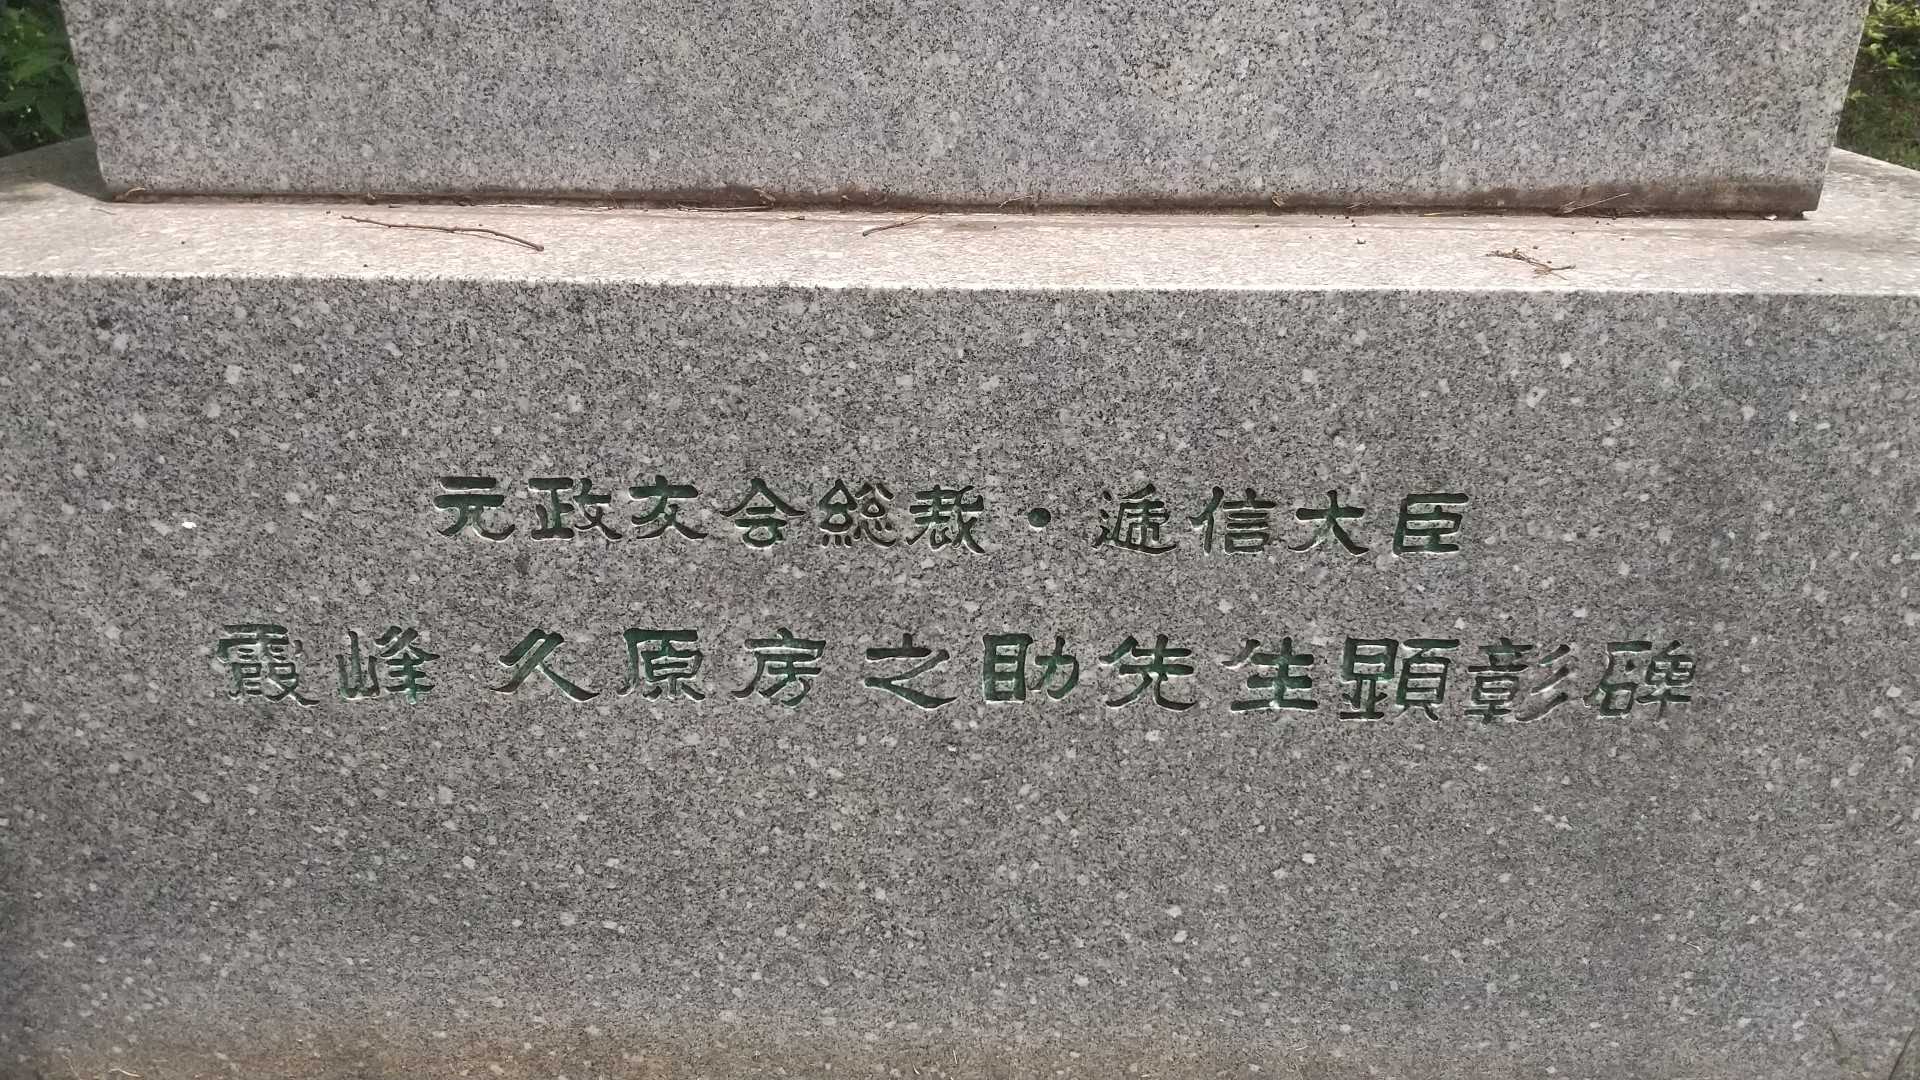 元政友会総裁・逓信大臣
霞峰 久原房之助先生顕彰碑